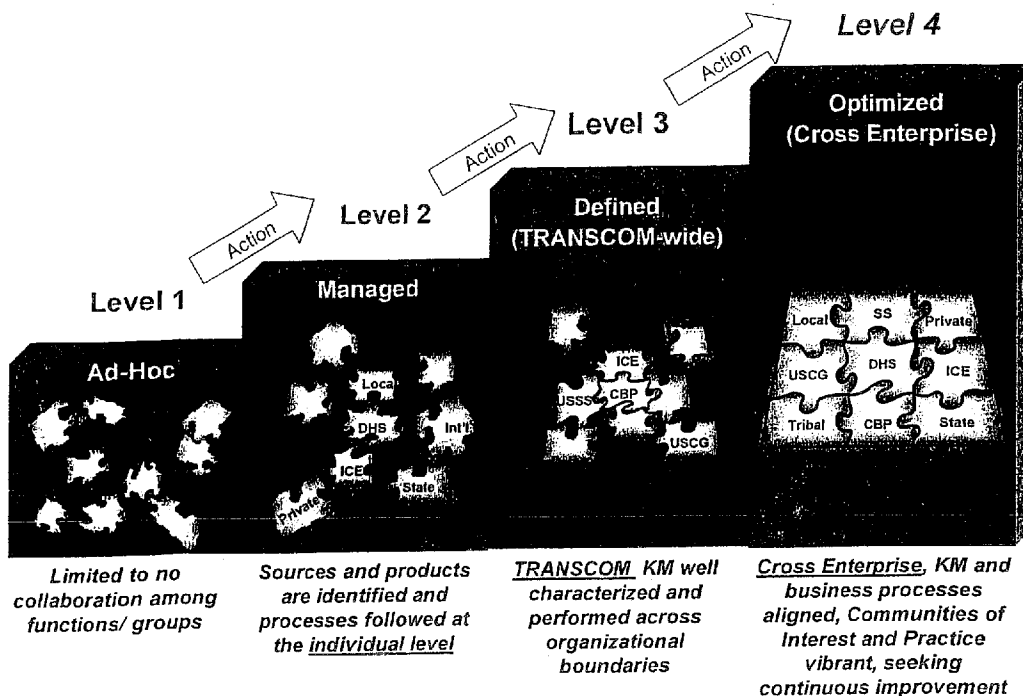 Level 4
Action
Optimized
(Cross Enterprise)
Level 3
Action
Defined
(TRANSCOM-wide)
Level 2
Action
Managed
Level 1
Ad-Hoc
Local
DHS
Int'l
ICE
State
Private
ICE
USSS
CBP
USCG
Local
SS
Private
USCG
DHS
ICE
Tribal
CBP
State
Limited to no
collaboration among
functions/ groups
Sources and products
are identified and
processes followed at
the individual level
TRANSCOM KM well
characterized and
performed across
organizational
boundaries
Cross Enterprise, KM and
business processes
aligned, Communities of
Interest and Practice
vibrant, seeking
continuous improvement